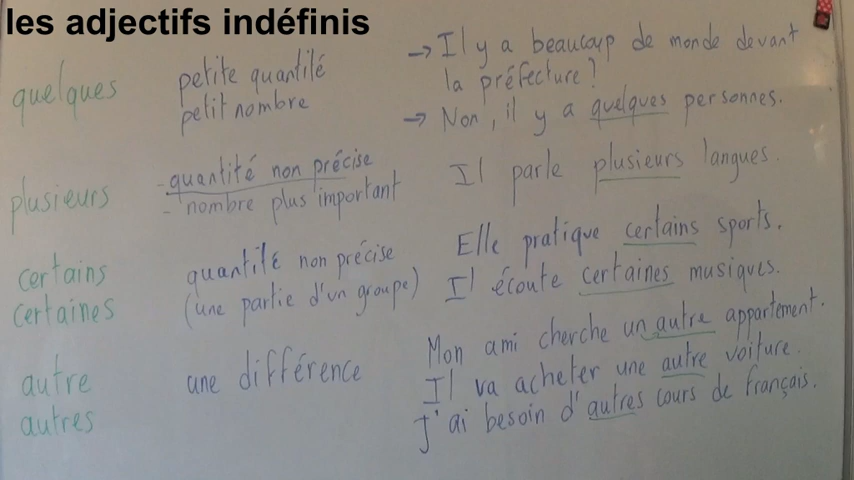 les adjectifs indéfinis
quelques
petite quantité
petit nombre
→ Il y a beaucoup de monde devant
la préfecture?
→ Non, il y a quelques personnes.
plusieurs
- quantité non précise
- nombre plus important
Il parle plusieurs langues.
certains
certaines
quantité non précise
(une partie d'un groupe)
Elle pratique certains sports.
Il écoute certaines musiques.
autre
autres
une différence
Mon ami cherche un autre appartement.
Il va acheter une autre voiture.
J'ai besoin d'autres cours de français.